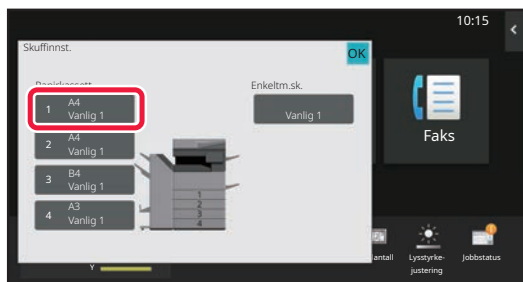 10:15
Skuffinnst.
OK
Papirkassett
Enkeltm.sk.
1
A4
Vanlig 1
Vanlig 1
2
A4
Vanlig 1
3
B4
Vanlig 1
4
A3
Vanlig 1
1
2
3
4
Faks
antall
Lysstyrke-
justering
Jobbstatus
Y